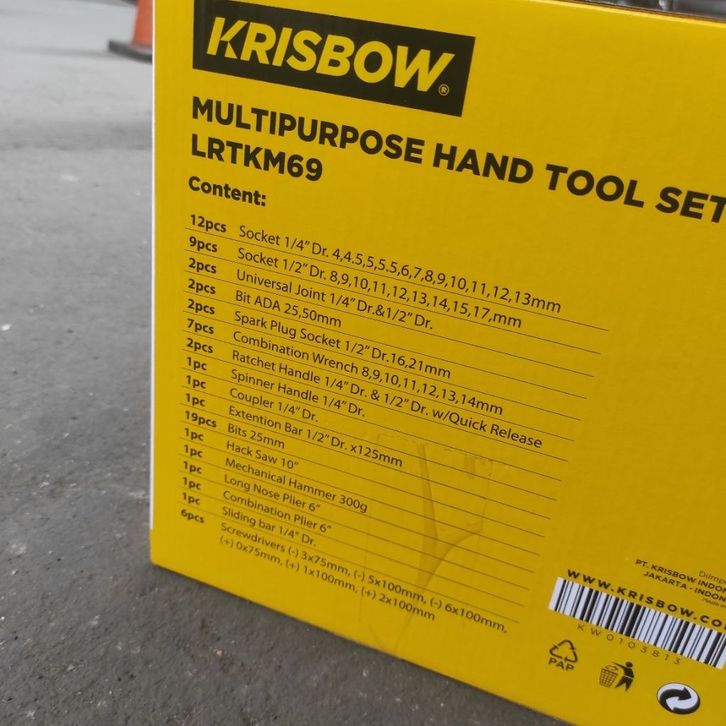 KRISBOW®
MULTIPURPOSE HAND TOOL SET
LRTKM69
Content:
12pcs Socket 1/4" Dr. 4,4.5,5,5.5,6,7,8,9,10,11,12,13mm
9pcs Socket 1/2" Dr. 8,9,10,11,12,13,14,15,17,mm
2pcs Universal Joint 1/4" Dr.&1/2" Dr.
2pcs Bit ADA 25,50mm
2pcs Spark Plug Socket 1/2" Dr.16,21mm
7pcs Combination Wrench 8,9,10,11,12,13,14mm
2pcs Ratchet Handle 1/4" Dr. & 1/2" Dr. w/Quick Release
1pc Spinner Handle 1/4" Dr.
1pc Coupler 1/4" Dr.
1pc Extention Bar 1/2" Dr. x125mm
19pcs Bits 25mm
1pc Hack Saw 10"
1pc Mechanical Hammer 300g
1pc Long Nose Plier 6"
1pc Combination Plier 6"
1pc Sliding bar 1/4" Dr.
6pcs Screwdrivers (-) 3x75mm, (-) 5x100mm, (-) 6x100mm,
(+) 0x75mm, (+) 1x100mm, (+) 2x100mm
PT. KRISBOW
JAKARTA -
WWW.KRISBOW.CO
KW0103813
PAP